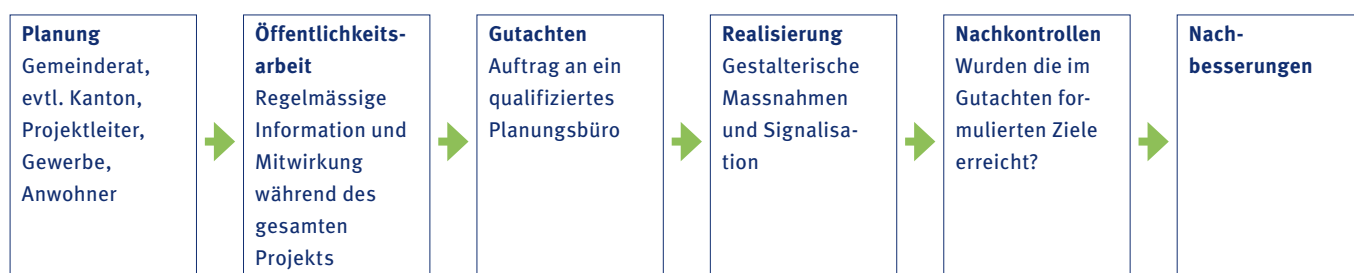 Planung
Gemeinderat,
evtl. Kanton,
Projektleiter,
Gewerbe,
Anwohner
Öffentlichkeits-
arbeit
Regelmässige
Information und
Mitwirkung
während des
gesamten
Projekts
Gutachten
Auftrag an ein
qualifiziertes
Planungsbüro
Realisierung
Gestalterische
Massnahmen
und Signalisa-
tion
Nachkontrollen
Wurden die im
Gutachten for-
mulierten Ziele
erreicht?
Nach-
besserungen